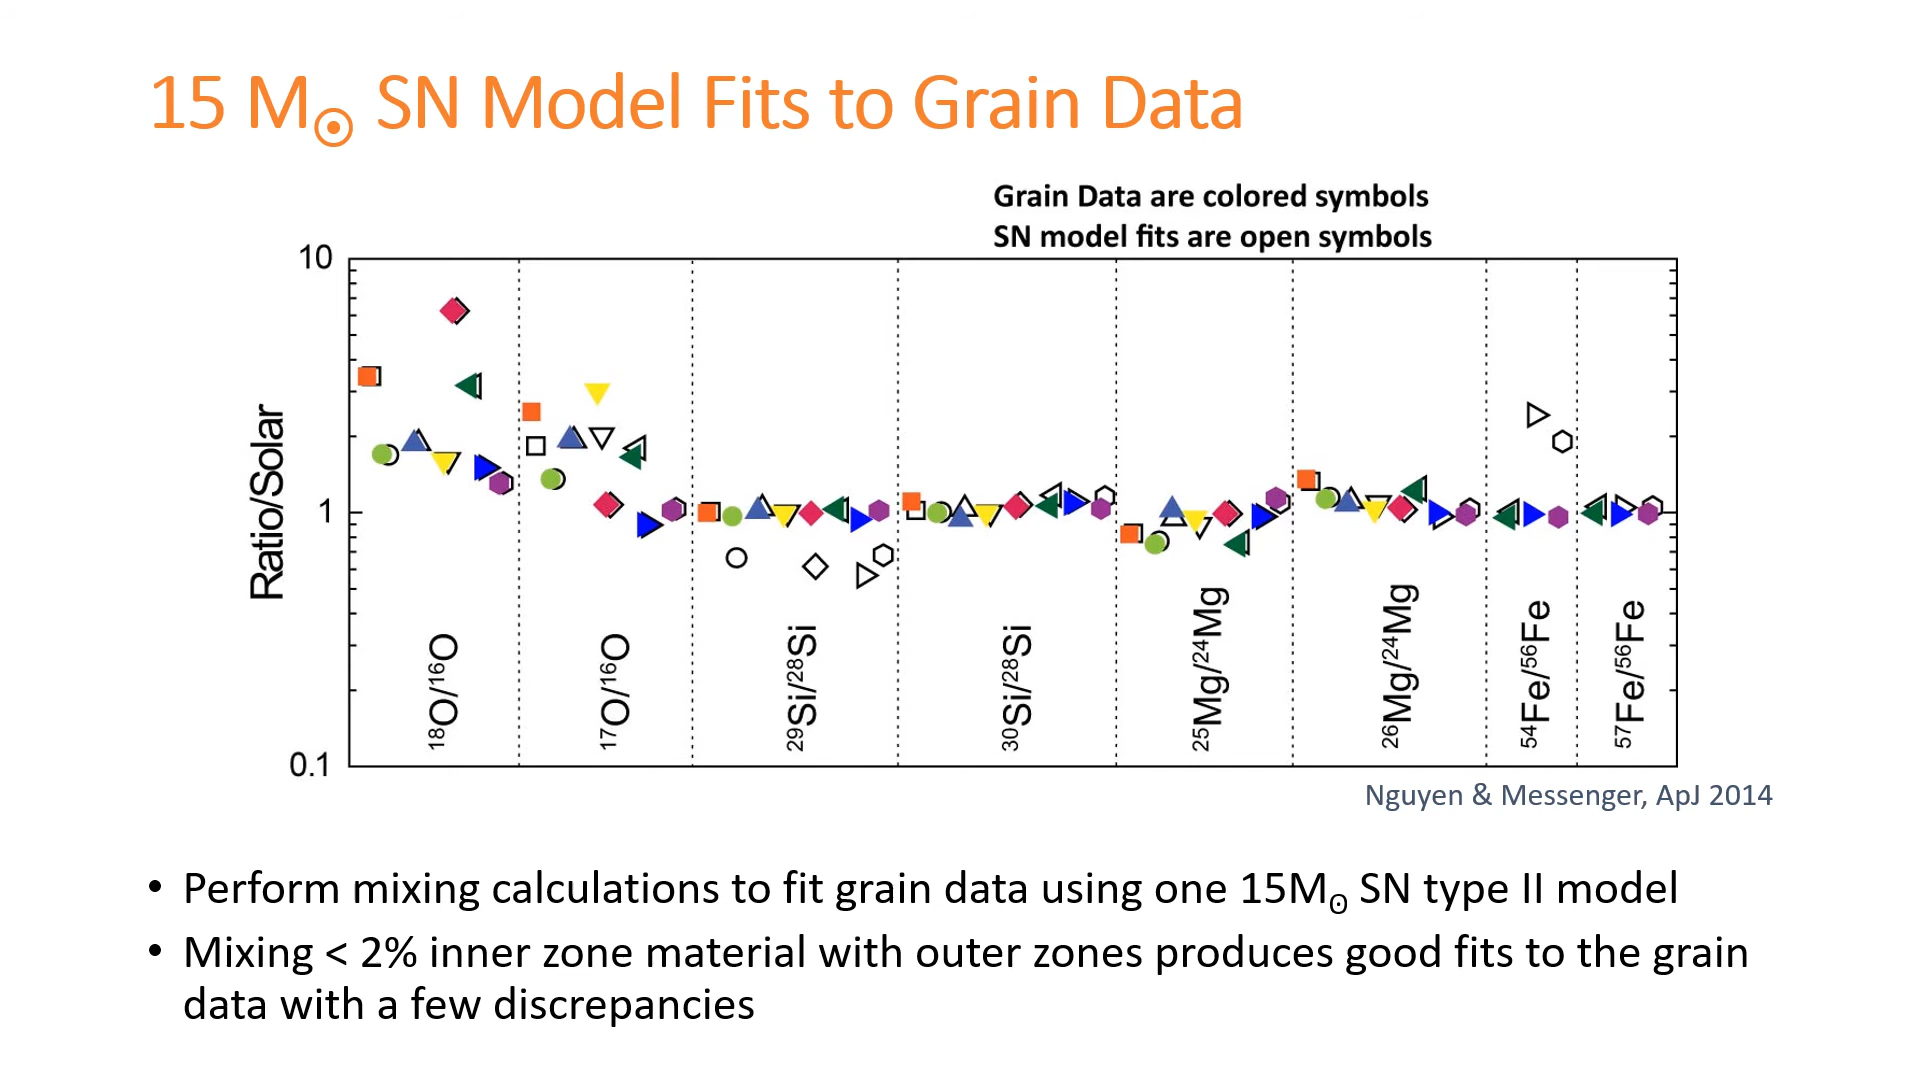 15 M☉ SN Model Fits to Grain Data
Grain Data are colored symbols
SN model fits are open symbols
10
1
0.1
Ratio/Solar
¹⁸O/¹⁶O
¹⁷O/¹⁶O
²⁹Si/²⁸Si
³⁰Si/²⁸Si
²⁵Mg/²⁴Mg
²⁶Mg/²⁴Mg
⁵⁴Fe/⁵⁶Fe
⁵⁷Fe/⁵⁶Fe
Nguyen & Messenger, ApJ 2014
• Perform mixing calculations to fit grain data using one 15M☉ SN type II model
• Mixing < 2% inner zone material with outer zones produces good fits to the grain
data with a few discrepancies